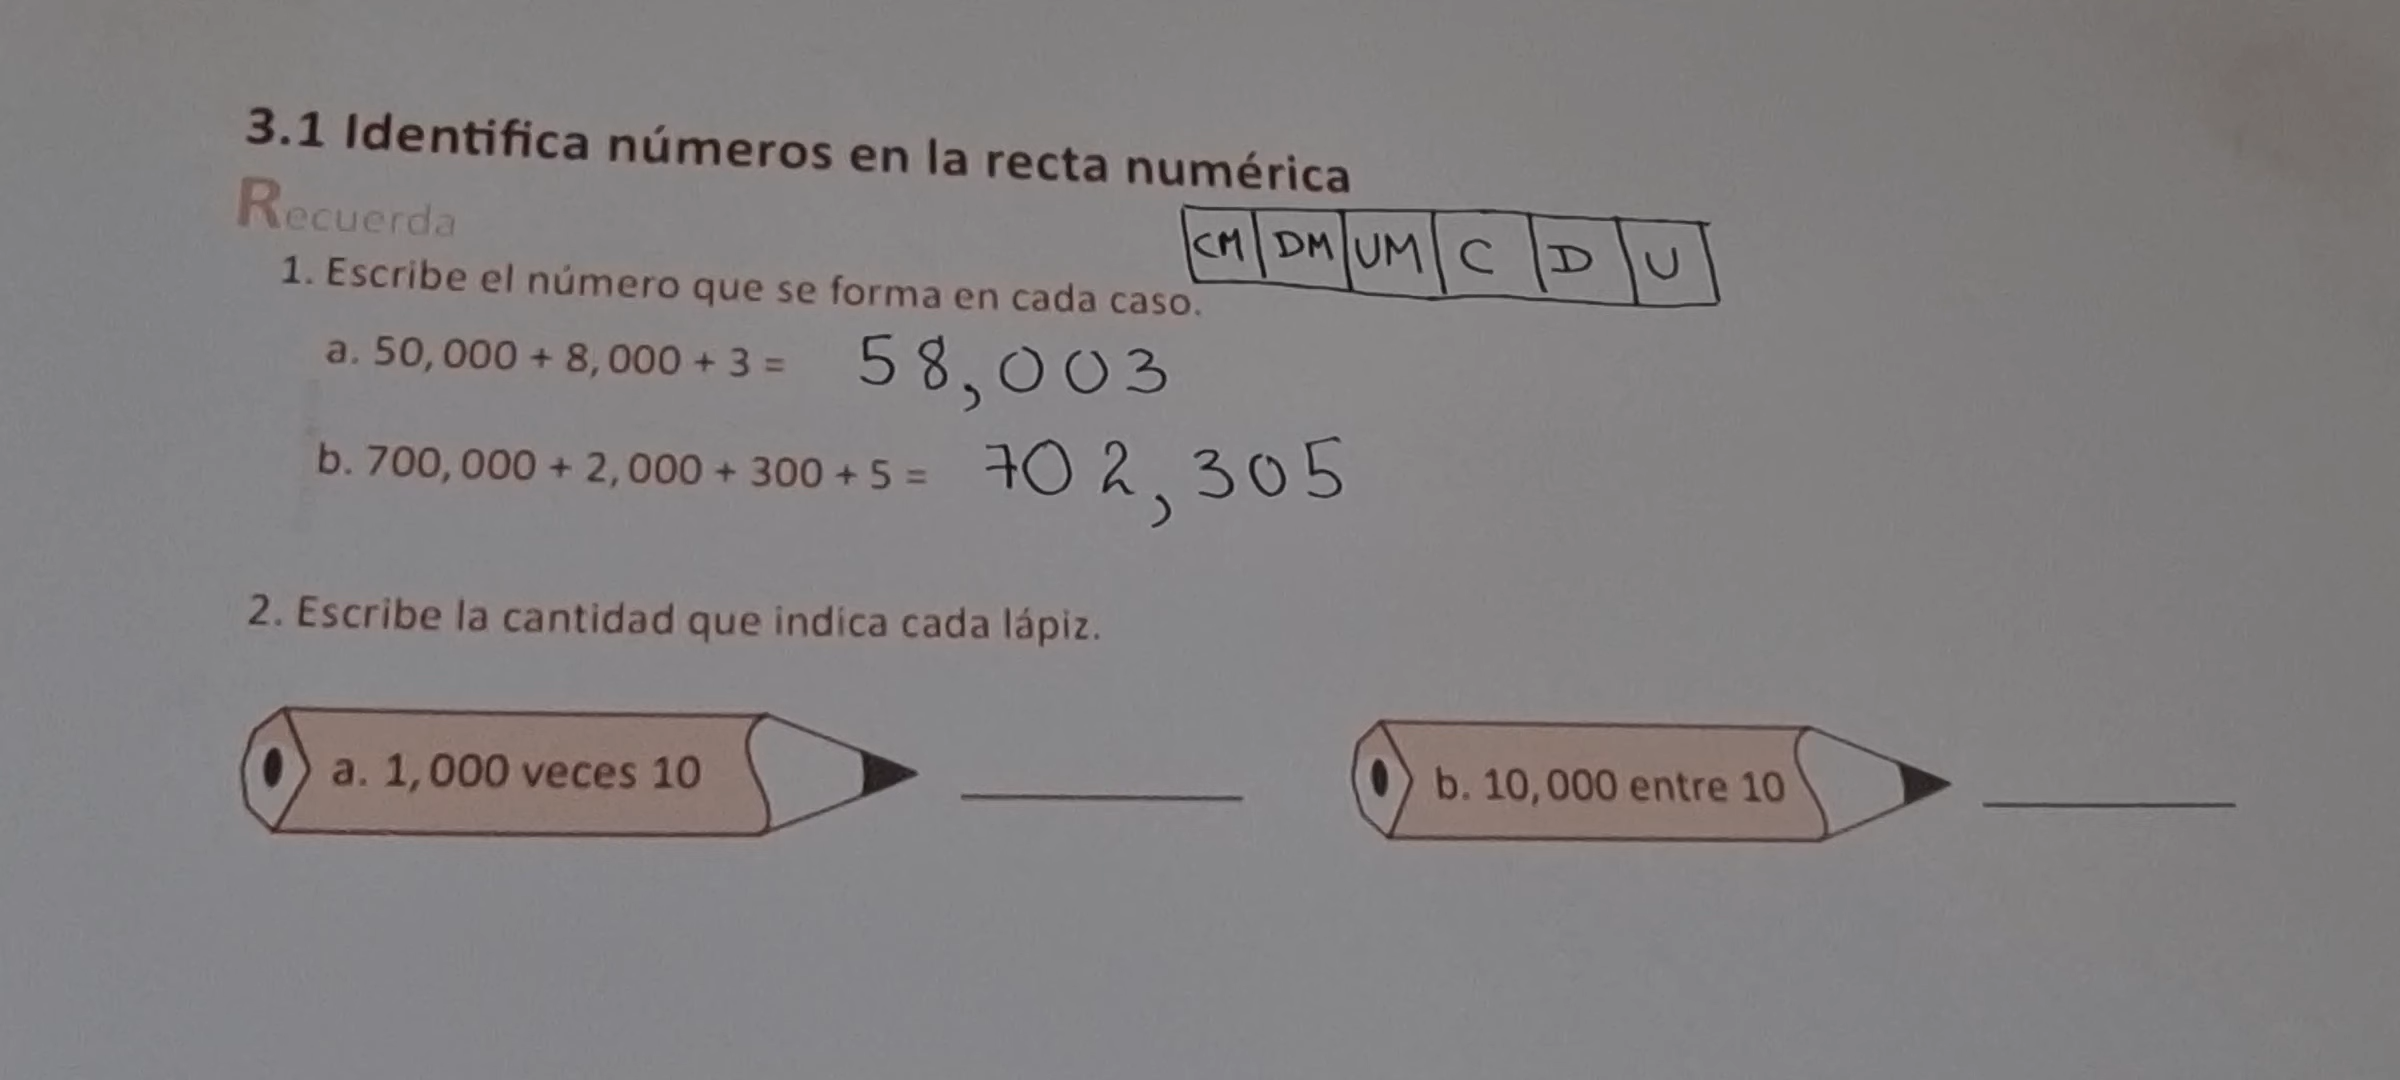 3.1 Identifica números en la recta numérica
Recuerda
CM DM UM C D U
1. Escribe el número que se forma en cada caso.
a. 50,000 + 8,000 + 3 = 58,003
b. 700,000 + 2,000 + 300 + 5 = 702,305
2. Escribe la cantidad que indica cada lápiz.
a. 1,000 veces 10
b. 10,000 entre 10